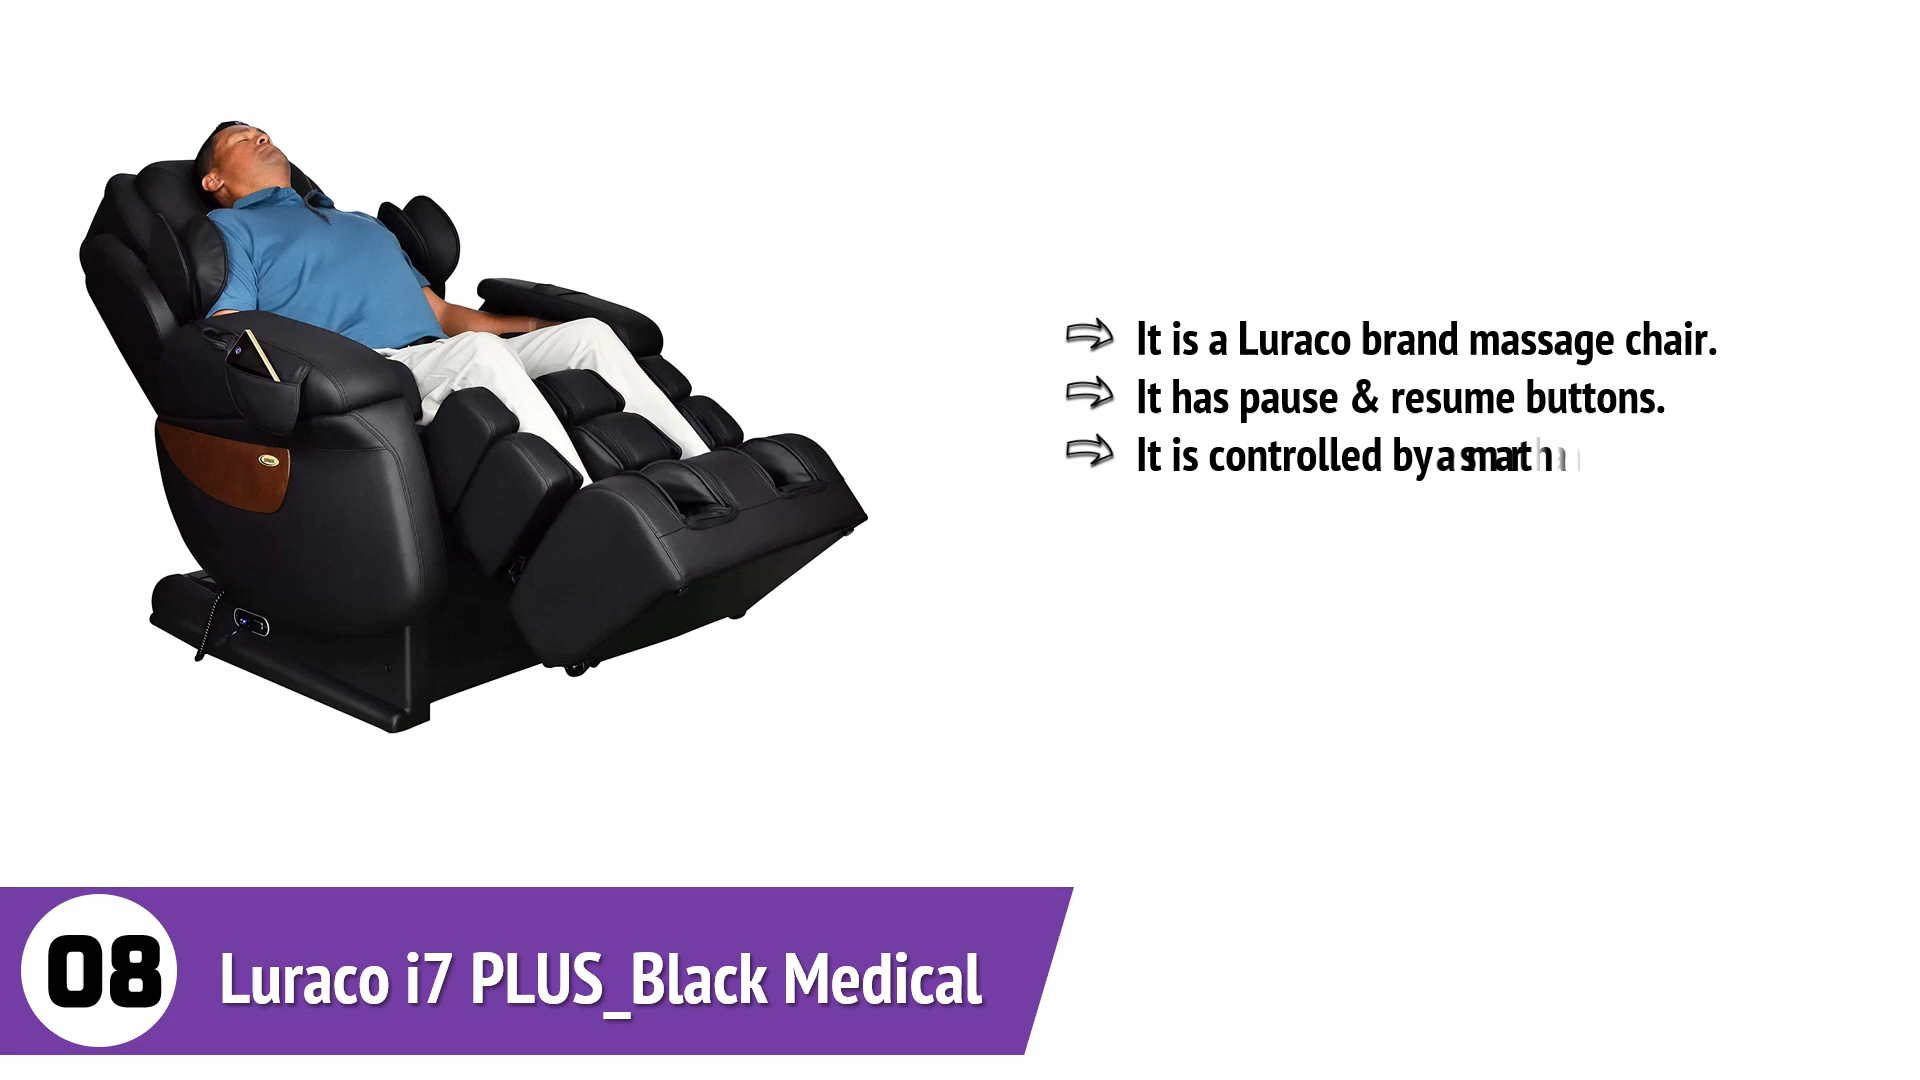 It is a Luraco brand massage chair.
It has pause & resume buttons.
It is controlled by a smart
08
Luraco i7 PLUS_Black Medical